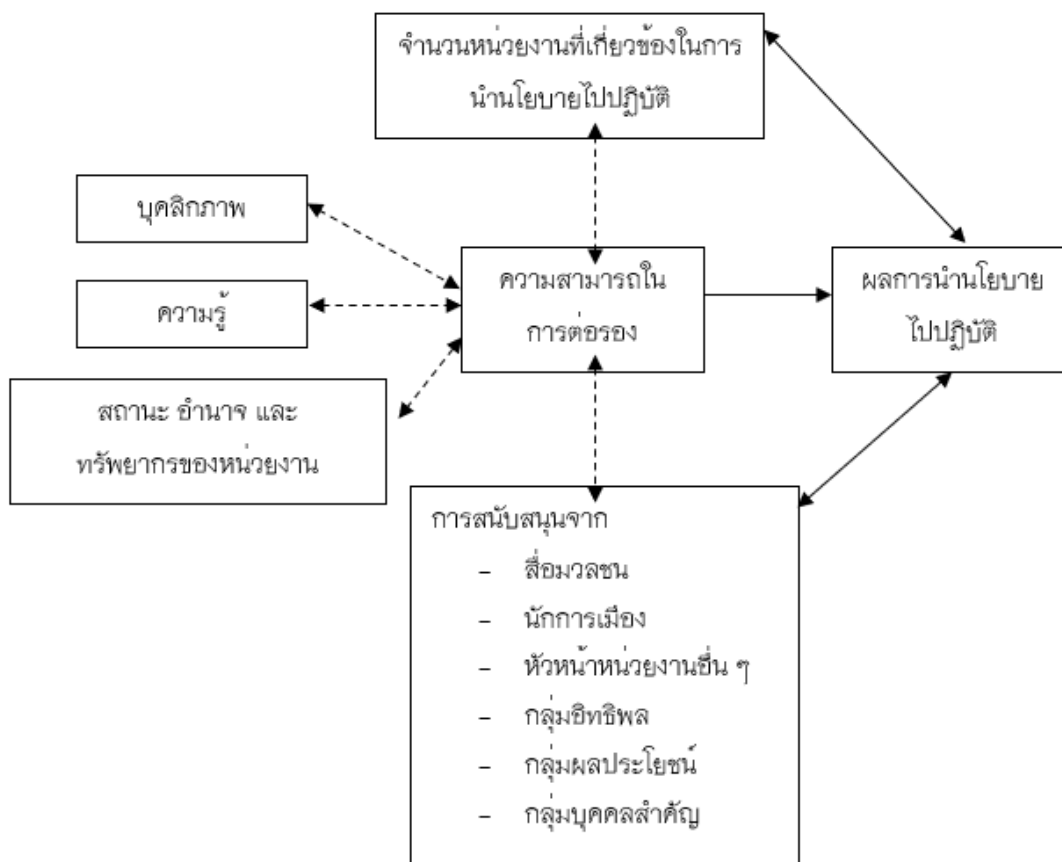 จำนวนหน่วยงานที่เกี่ยวข้องในการ
นำนโยบายไปปฏิบัติ
บุคลิกภาพ
ความรู้
สถานะ อำนาจ และ
ทรัพยากรของหน่วยงาน
ความสามารถใน
การต่อรอง
ผลการนำนโยบาย
ไปปฏิบัติ
การสนับสนุนจาก
- สื่อมวลชน
- นักการเมือง
- หัวหน้าหน่วยงานอื่น ๆ
- กลุ่มอิทธิพล
- กลุ่มผลประโยชน์
- กลุ่มบุคคลสำคัญ